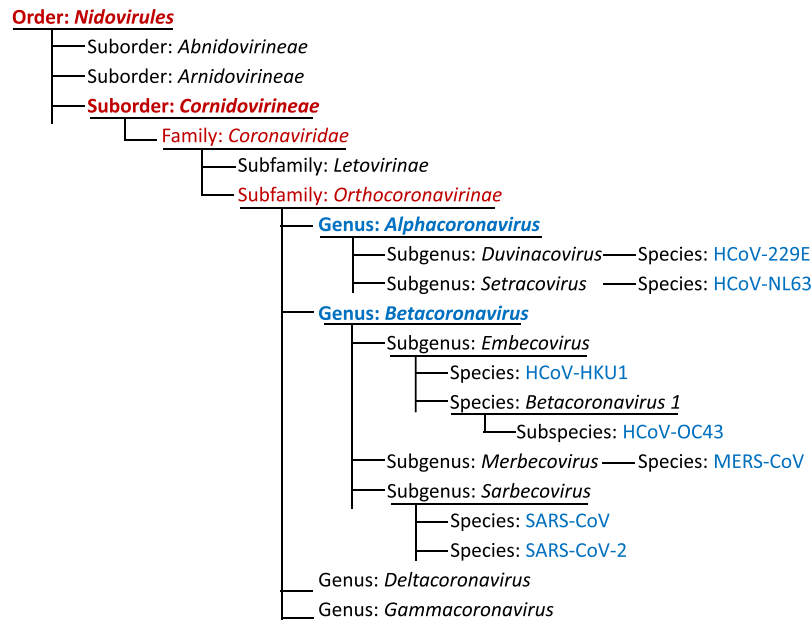 Order: Nidovirules
Suborder: Abnidovirineae
Suborder: Arnidovirineae
Suborder: Cornidovirineae
Family: Coronaviridae
Subfamily: Letovirinae
Subfamily: Orthocoronavirinae
Genus: Alphacoronavirus
Subgenus: Duvinacovirus Species: HCoV-229E
Subgenus: Setracovirus Species: HCoV-NL63
Genus: Betacoronavirus
Subgenus: Embecovirus
Species: HCoV-HKU1
Species: Betacoronavirus 1
Subspecies: HCoV-OC43
Subgenus: Merbecovirus Species: MERS-CoV
Subgenus: Sarbecovirus
Species: SARS-CoV
Species: SARS-CoV-2
Genus: Deltacoronavirus
Genus: Gammacoronavirus